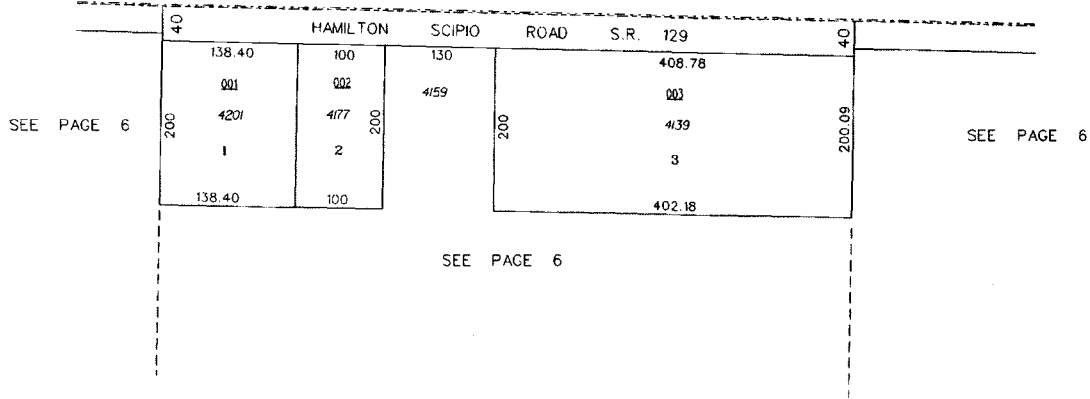 40 HAMILTON SCIPIO ROAD S.R. 129 40
138.40 100 130 408.78
001 002 4159 003
SEE PAGE 6 200 4201 4177 200 200 4139 200.09 SEE PAGE 6
1 2 3
138.40 100 402.18
SEE PAGE 6